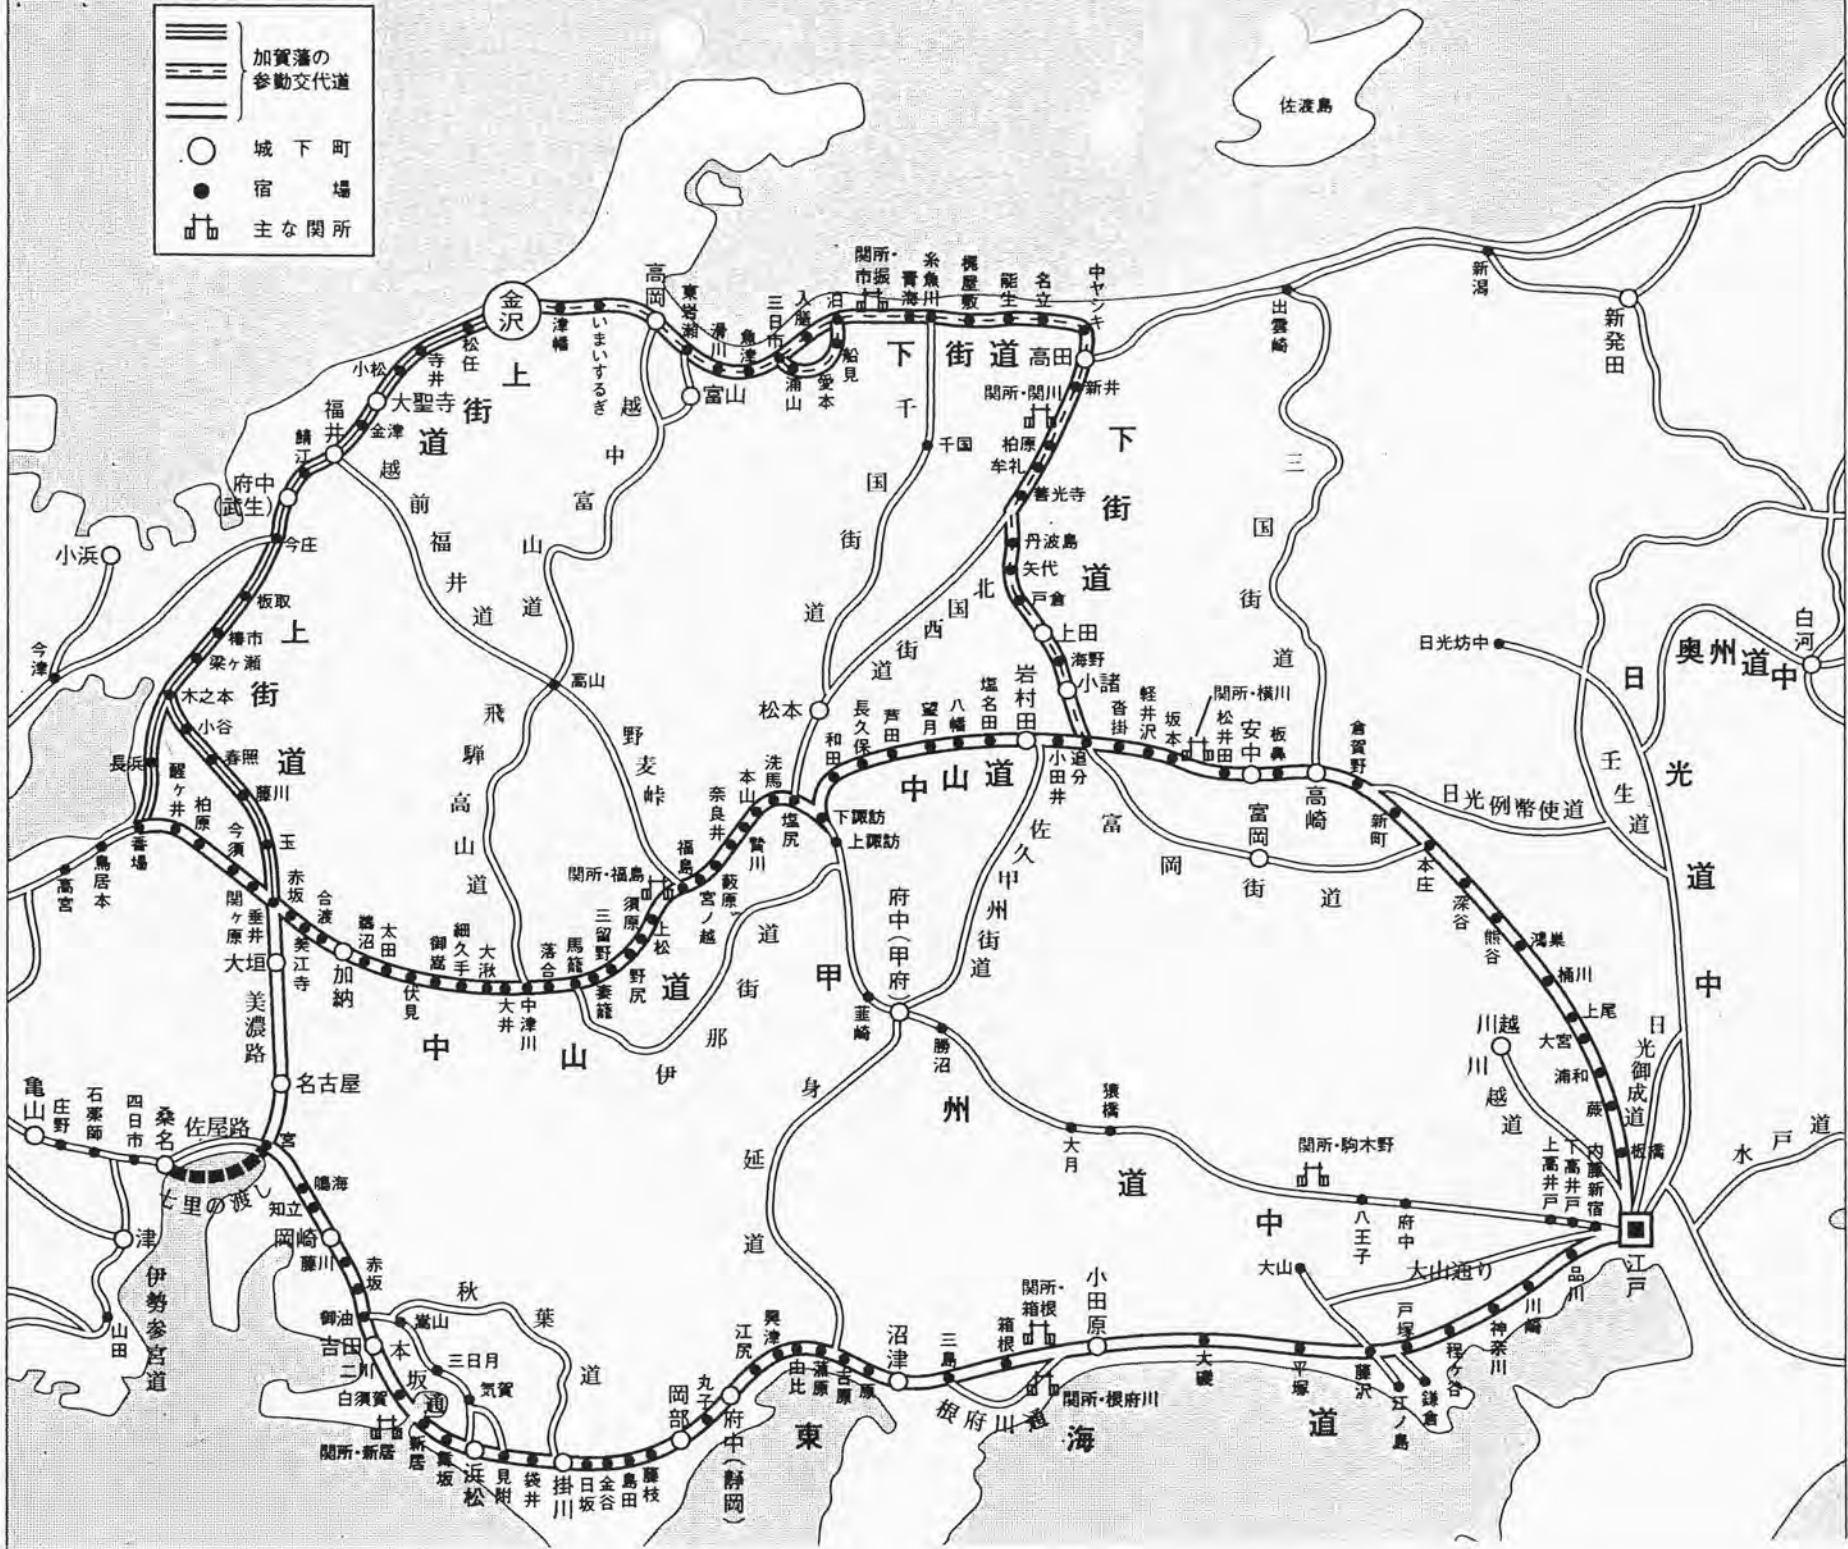 加賀藩の
参勤交代道
城下町
宿場
主な関所
佐渡島
金沢
津幡
いまいするぎ
高岡
東岩瀬
滑川
魚津
三日市
入膳
泊
関所・
市振
青海
糸魚川
梶屋敷
能生
名立
中ヤシキ
高田
富山
浦山
愛本
船見
下街道
新井
関所・関川
柏原
牟礼
善光寺
丹波島
矢代
戸倉
上田
海野
小諸
下街道
出雲崎
新潟
新発田
三国街道
千国
千国街道
北国西街道
松本
松任
寺井
小松
大聖寺
金津
福井
鯖江
府中
(武生)
今庄
板取
椿市
梁ヶ瀬
木之本
小谷
春照
藤川
玉
長浜
上街道
上街道
小浜
今津
越前福井道
越中富山道
高山
飛騨高山道
野麦峠
番場
鳥居本
高宮
醒ヶ井
柏原
今須
関ヶ原
垂井
赤坂
美江寺
合渡
加納
鵜沼
太田
伏見
御嵩
細久手
大湫
大井
中津川
落合
馬籠
妻籠
三留野
野尻
須原
上松
福島
関所・福島
宮ノ越
薮原
奈良井
贄川
本山
洗馬
塩尻
下諏訪
上諏訪
和田
長久保
芦田
望月
八幡
塩名田
岩村田
小田井
追分
沓掛
軽井沢
坂本
関所・横川
松井田
安中
板鼻
高崎
倉賀野
新町
本庄
深谷
熊谷
鴻巣
桶川
上尾
大宮
浦和
蕨
板橋
中山道
中山道
富岡
富岡街道
佐久甲州街道
伊那街道
日光例幣使道
壬生道
日光坊中
日光道中
奥州道中
白河
日光御成道
水戸道
川越
川越道
江戸
甲州道中
内藤新宿
下高井戸
上高井戸
府中
八王子
関所・駒木野
猿橋
大月
勝沼
府中(甲府)
韮崎
身延道
大垣
美濃路
名古屋
宮
佐屋路
七里の渡し
桑名
四日市
石薬師
庄野
亀山
津
山田
伊勢参宮道
鳴海
知立
岡崎
藤川
赤坂
御油
吉田
二川
白須賀
関所・新居
新居
舞坂
浜松
見附
袋井
掛川
日坂
金谷
島田
藤枝
岡部
丸子
府中(静岡)
江尻
興津
由比
蒲原
吉原
原
沼津
三島
箱根
関所・
箱根
小田原
根府川通
関所・根府川
大磯
平塚
藤沢
戸塚
程ヶ谷
神奈川
川崎
品川
鎌倉
江ノ島
大山
大山通り
東海道
秋葉道
嵩山
三日月
気賀
本坂通